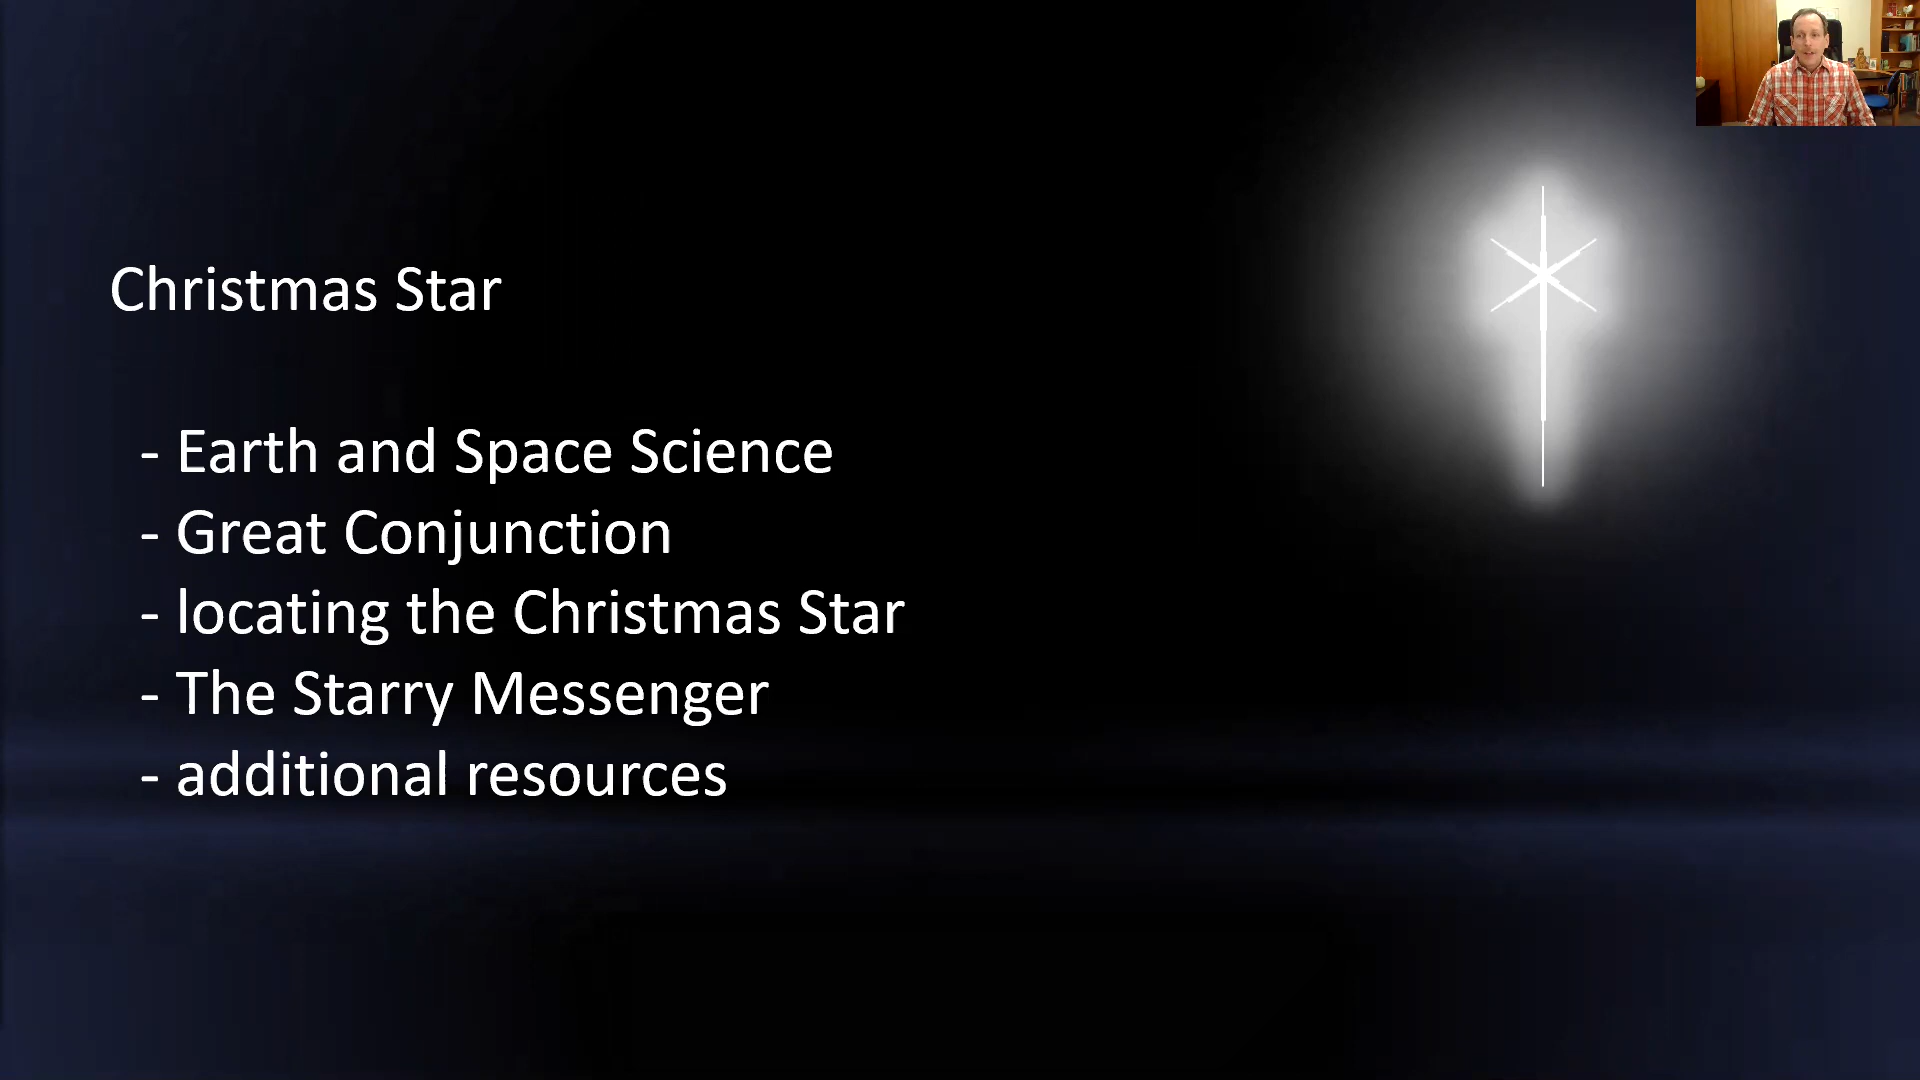 Christmas Star
- Earth and Space Science
- Great Conjunction
- locating the Christmas Star
- The Starry Messenger
- additional resources